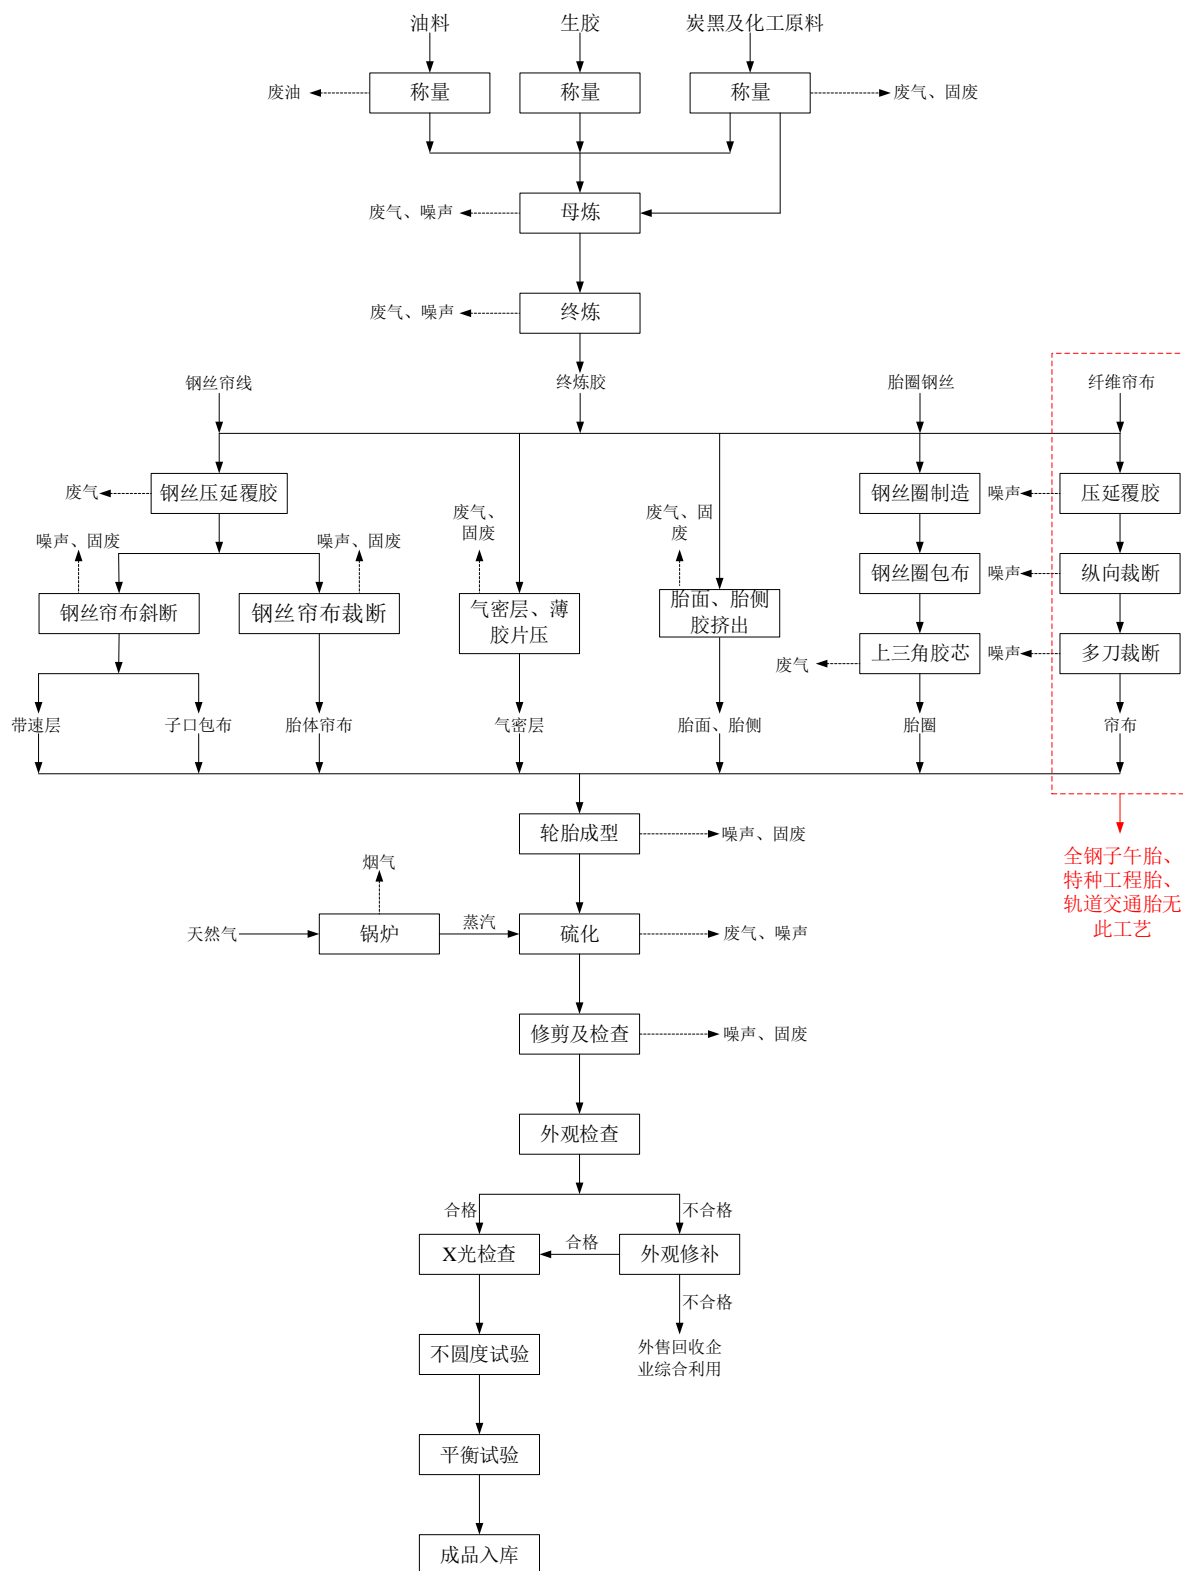 油料
生胶
炭黑及化工原料
废油
称量
称量
称量
废气、固废
废气、噪声
母炼
废气、噪声
终炼
钢丝帘线
终炼胶
胎圈钢丝
纤维帘布
废气
钢丝压延覆胶
废气、
固废
废气、固
废
钢丝圈制造
噪声
压延覆胶
噪声、固废
噪声、固废
钢丝圈包布
噪声
纵向裁断
钢丝帘布斜断
钢丝帘布裁断
气密层、薄
胶片压
胎面、胎侧
胶挤出
废气
上三角胶芯
噪声
多刀裁断
带速层
子口包布
胎体帘布
气密层
胎面、胎侧
胎圈
帘布
轮胎成型
噪声、固废
全钢子午胎、
特种工程胎、
轨道交通胎无
此工艺
烟气
天然气
锅炉
蒸汽
硫化
废气、噪声
修剪及检查
噪声、固废
外观检查
合格
不合格
X光检查
合格
外观修补
不合格
不圆度试验
外售回收企
业综合利用
平衡试验
成品入库